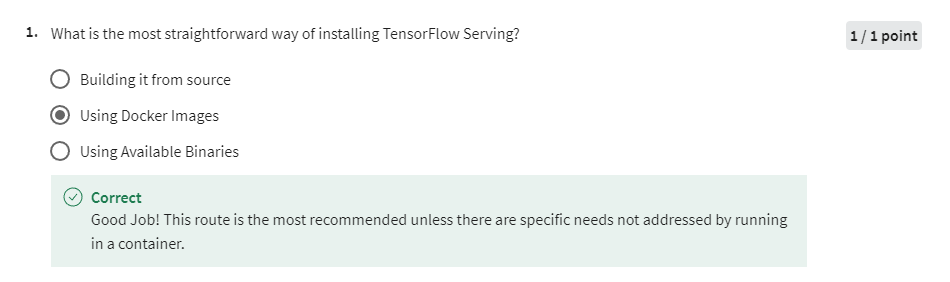 1. What is the most straightforward way of installing TensorFlow Serving?
1 / 1 point
Building it from source
Using Docker Images
Using Available Binaries
Correct
Good Job! This route is the most recommended unless there are specific needs not addressed by running
in a container.